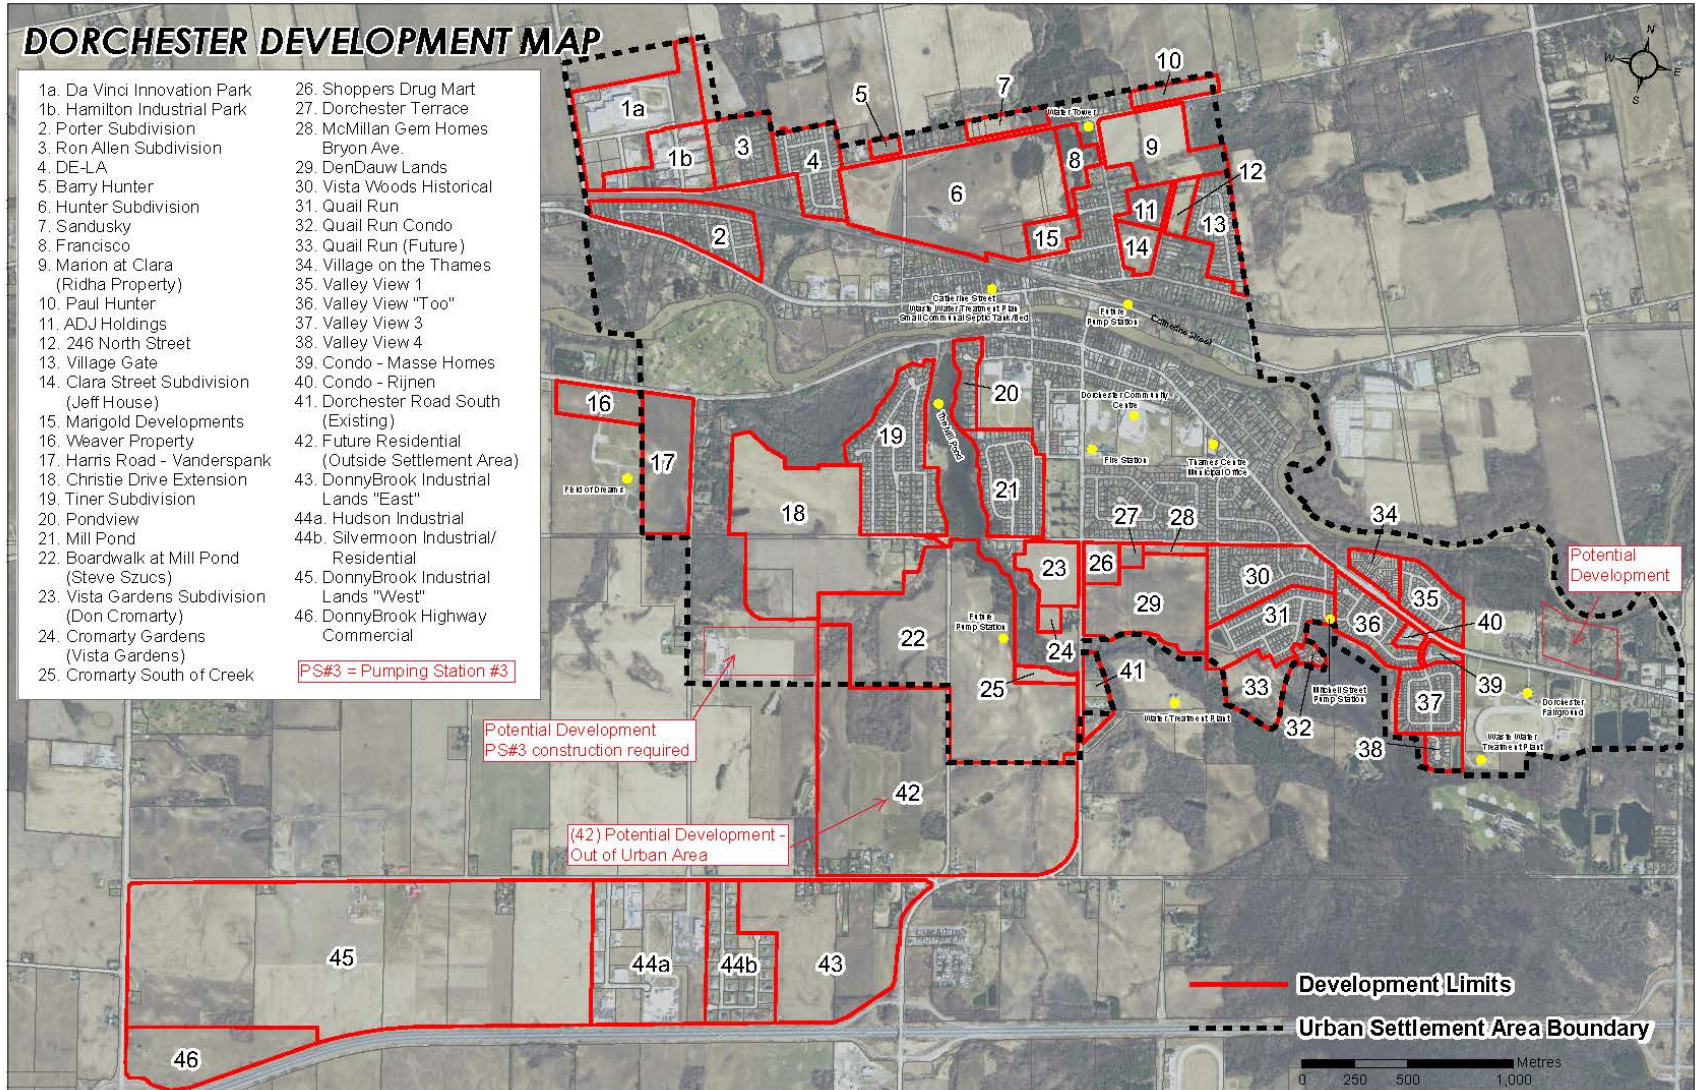 DORCHESTER DEVELOPMENT MAP
1a. Da Vinci Innovation Park
1b. Hamilton Industrial Park
2. Porter Subdivision
3. Ron Allen Subdivision
4. DE-LA
5. Barry Hunter
6. Hunter Subdivision
7. Sandusky
8. Francisco
9. Marion at Clara
(Ridha Property)
10. Paul Hunter
11. ADJ Holdings
12. 246 North Street
13. Village Gate
14. Clara Street Subdivision
(Jeff House)
15. Marigold Developments
16. Weaver Property
17. Harris Road - Vanderspank
18. Christie Drive Extension
19. Tiner Subdivision
20. Pondview
21. Mill Pond
22. Boardwalk at Mill Pond
(Steve Szucs)
23. Vista Gardens Subdivision
(Don Cromarty)
24. Cromarty Gardens
(Vista Gardens)
25. Cromarty South of Creek
26. Shoppers Drug Mart
27. Dorchester Terrace
28. McMillan Gem Homes
Bryon Ave.
29. DenDauw Lands
30. Vista Woods Historical
31. Quail Run
32. Quail Run Condo
33. Quail Run (Future)
34. Village on the Thames
35. Valley View 1
36. Valley View "Too"
37. Valley View 3
38. Valley View 4
39. Condo - Masse Homes
40. Condo - Rijnen
41. Dorchester Road South
(Existing)
42. Future Residential
(Outside Settlement Area)
43. DonnyBrook Industrial
Lands "East"
44a. Hudson Industrial
44b. Silvermoon Industrial/
Residential
45. DonnyBrook Industrial
Lands "West"
46. DonnyBrook Highway
Commercial
PS#3 = Pumping Station #3
N
W
E
S
1a
1b
2
3
4
5
6
7
Water Tower
8
9
10
11
12
13
14
15
Catherine Street
Waste Water Treatment Plan
Small Communal Septic Tank/Bed
Future
Pump Station
Catherine Street
16
17
Field of Dreams
18
19
The Mill Pond
20
21
Dorchester Community
Centre
Fire Station
Thames Centre
Municipal Office
22
Future
Pump Station
23
24
25
26
27
28
29
30
31
32
33
34
35
36
37
38
39
40
41
Water Treatment Plant
Mitchell Street
Pump Station
Dorchester
Fairground
Waste Water
Treatment Plant
Potential
Development
Potential Development
PS#3 construction required
42
(42) Potential Development -
Out of Urban Area
45
44a
44b
43
46
Development Limits
Urban Settlement Area Boundary
Metres
0 250 500 1,000